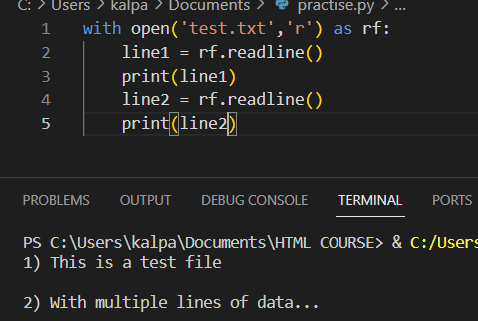 C: > Users > kalpa > Documents > practise.py > ...
1 with open('test.txt','r') as rf:
2 line1 = rf.readline()
3 print(line1)
4 line2 = rf.readline()
5 print(line2)
PROBLEMS OUTPUT DEBUG CONSOLE TERMINAL PORTS
PS C:\Users\kalpa\Documents\HTML COURSE> & C:/Users
1) This is a test file
2) With multiple lines of data...